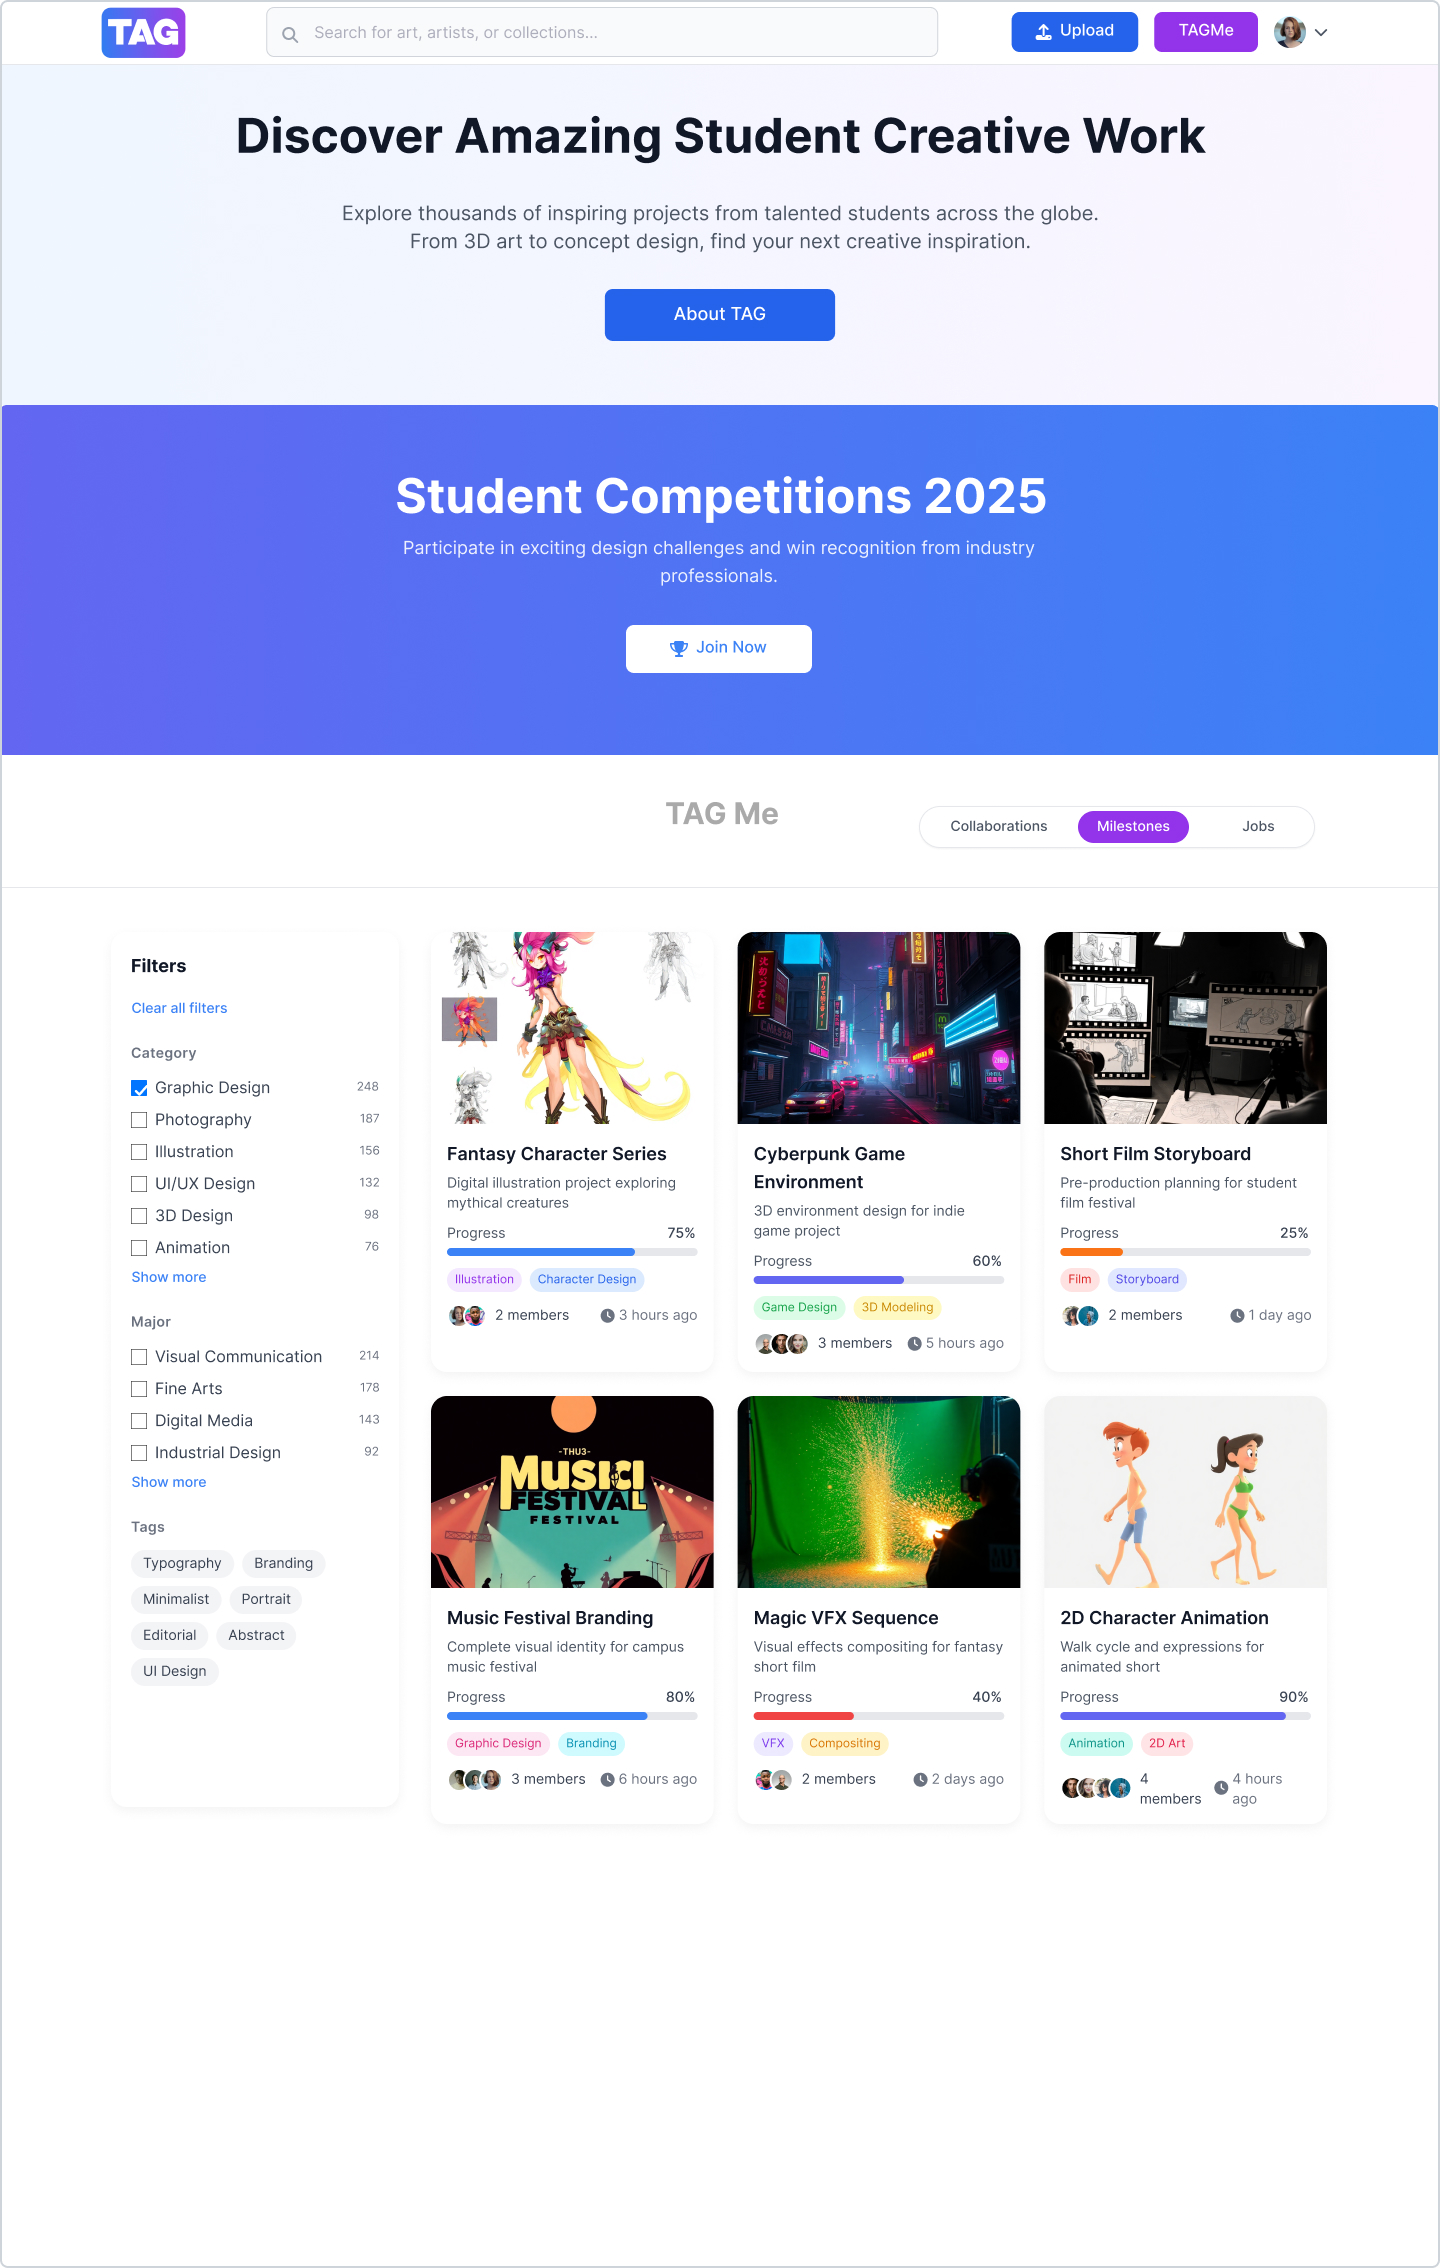 TAG
Search for art, artists, or collections...
Upload
TAGMe
Discover Amazing Student Creative Work
Explore thousands of inspiring projects from talented students across the globe.
From 3D art to concept design, find your next creative inspiration.
About TAG
Student Competitions 2025
Participate in exciting design challenges and win recognition from industry
professionals.
Join Now
TAG Me
Collaborations
Milestones
Jobs
Filters
Clear all filters
Category
Graphic Design 248
Photography 187
Illustration 156
UI/UX Design 132
3D Design 98
Animation 76
Show more
Major
Visual Communication 214
Fine Arts 178
Digital Media 143
Industrial Design 92
Show more
Tags
Typography Branding
Minimalist Portrait
Editorial Abstract
UI Design
Fantasy Character Series
Digital illustration project exploring
mythical creatures
Progress 75%
Illustration Character Design
2 members 3 hours ago
Cyberpunk Game
Environment
3D environment design for indie
game project
Progress 60%
Game Design 3D Modeling
3 members 5 hours ago
Short Film Storyboard
Pre-production planning for student
film festival
Progress 25%
Film Storyboard
2 members 1 day ago
-THU3-
MUSICI
FESTIVAL
FESTIVAL
Music Festival Branding
Complete visual identity for campus
music festival
Progress 80%
Graphic Design Branding
3 members 6 hours ago
Magic VFX Sequence
Visual effects compositing for fantasy
short film
Progress 40%
VFX Compositing
2 members 2 days ago
2D Character Animation
Walk cycle and expressions for
animated short
Progress 90%
Animation 2D Art
4
members
4 hours
ago